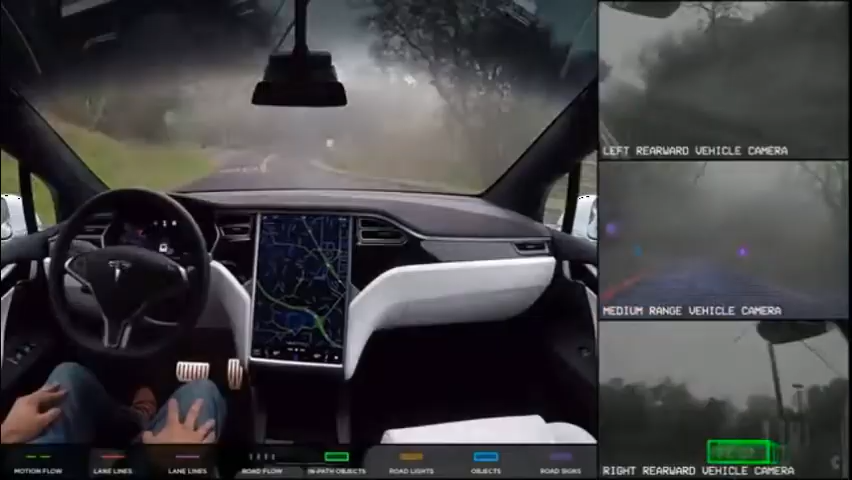 LEFT REARWARD VEHICLE CAMERA
MEDIUM RANGE VEHICLE CAMERA
RIGHT REARWARD VEHICLE CAMERA
MOTION FLOW
LANE LINES
LANE LINES
ROAD FLOW
IN-PATH OBJECTS
ROAD LIGHTS
OBJECTS
ROAD SIGNS